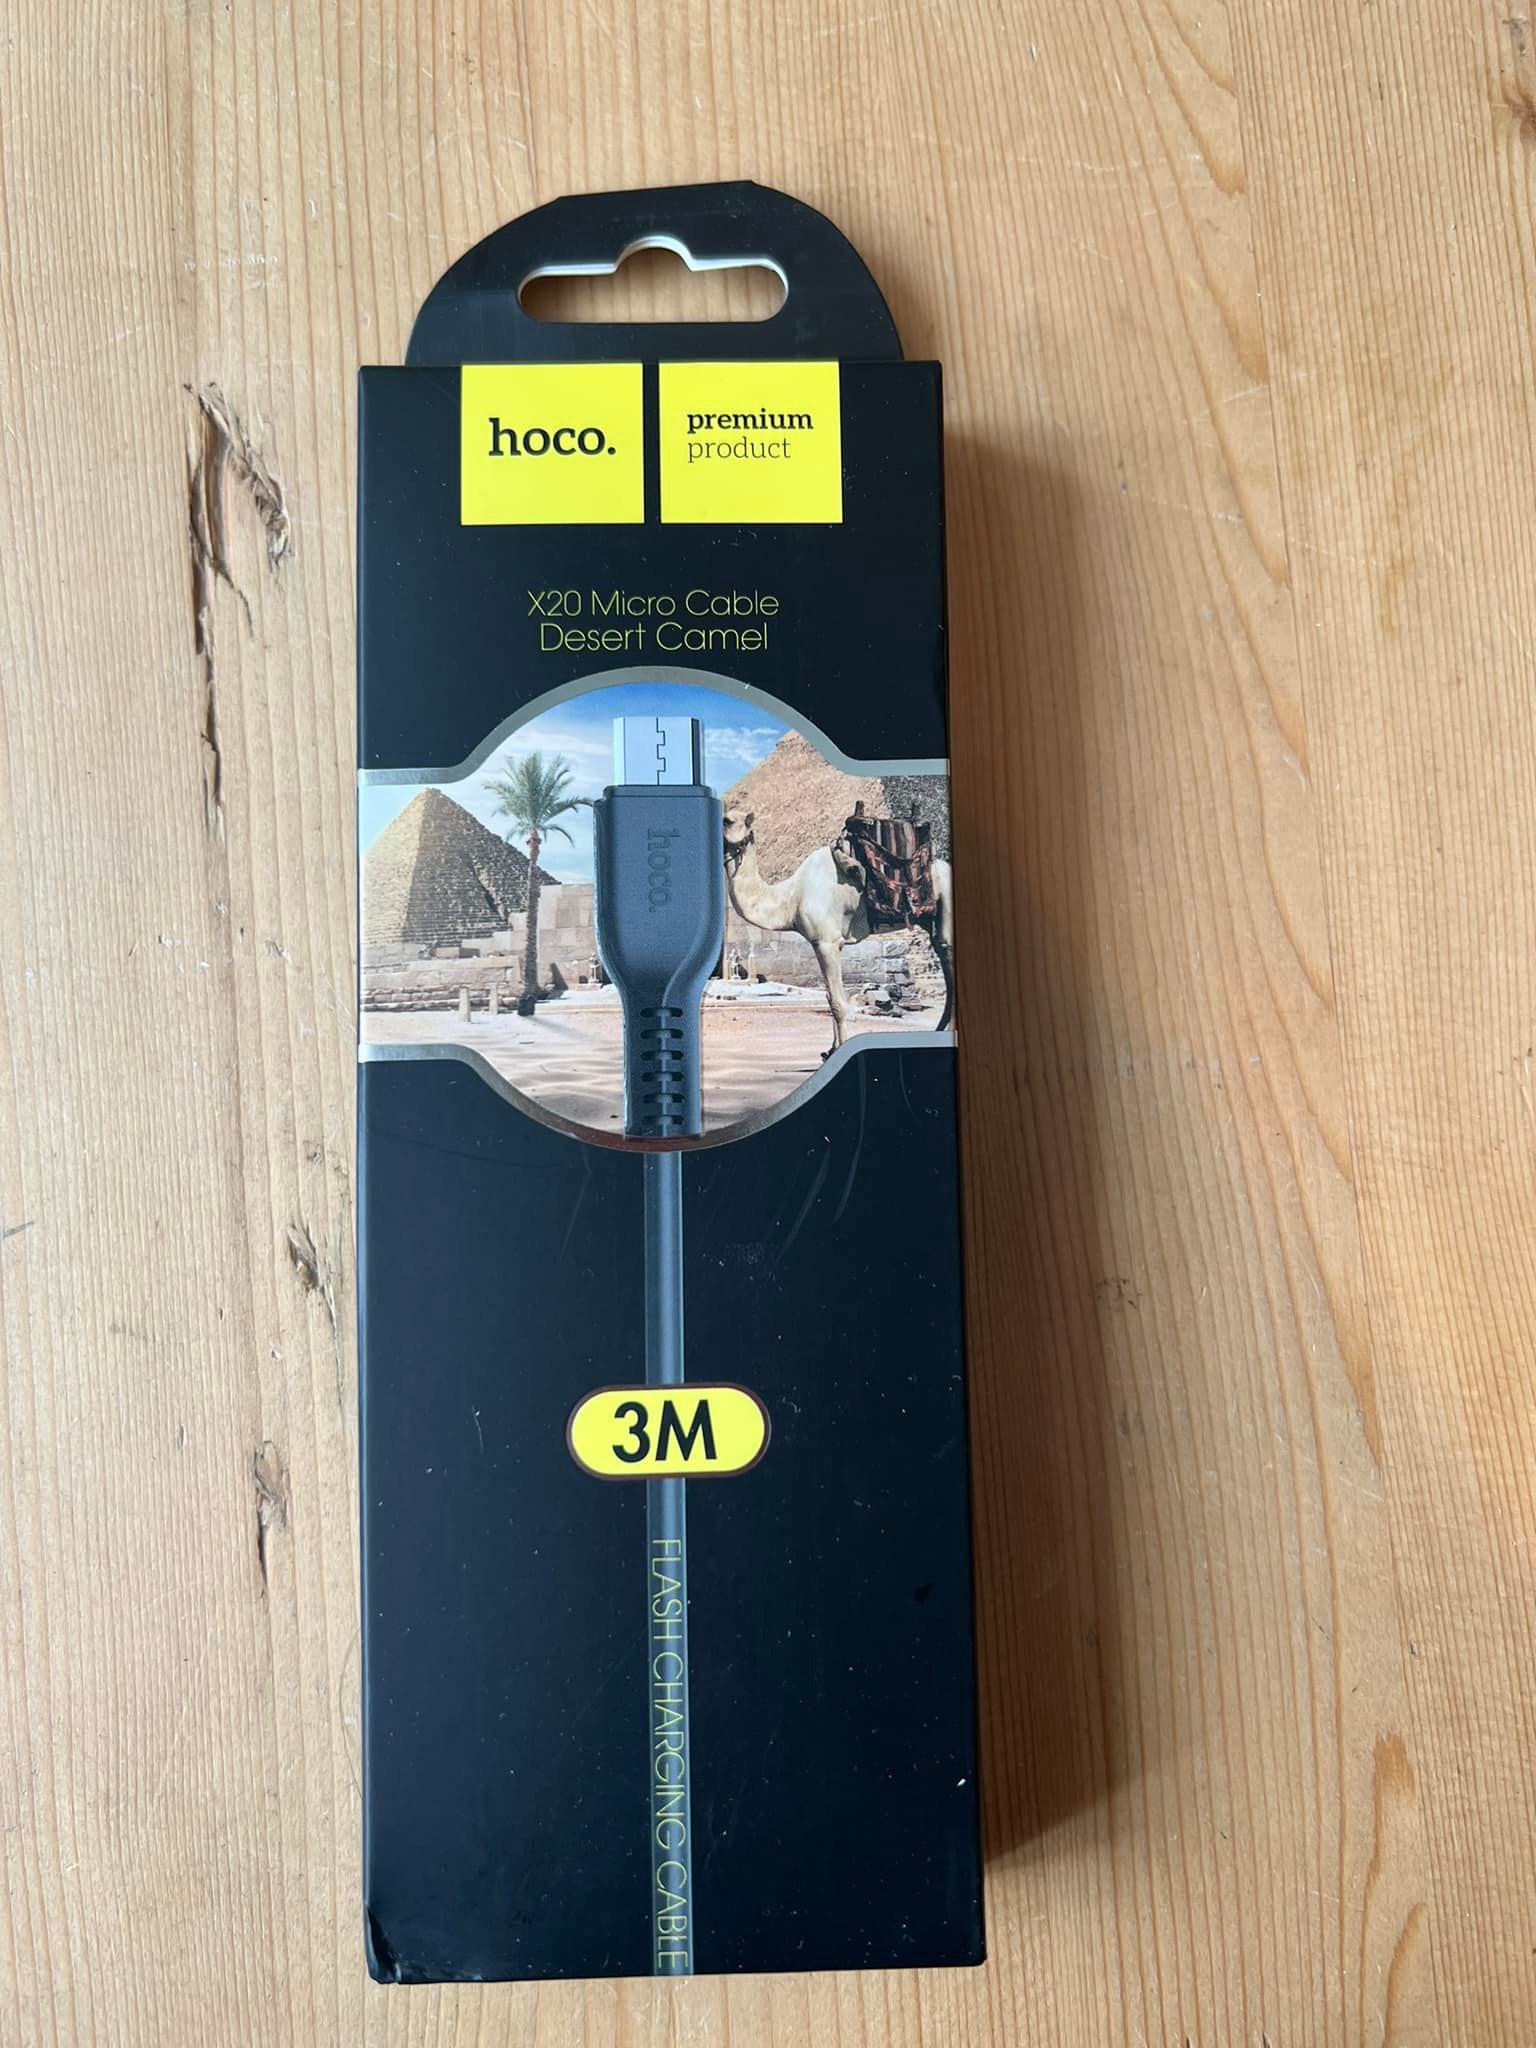 hoco.
premium
product
X20 Micro Cable
Desert Camel
hoco.
3M
FLASH CHARGING CABLE